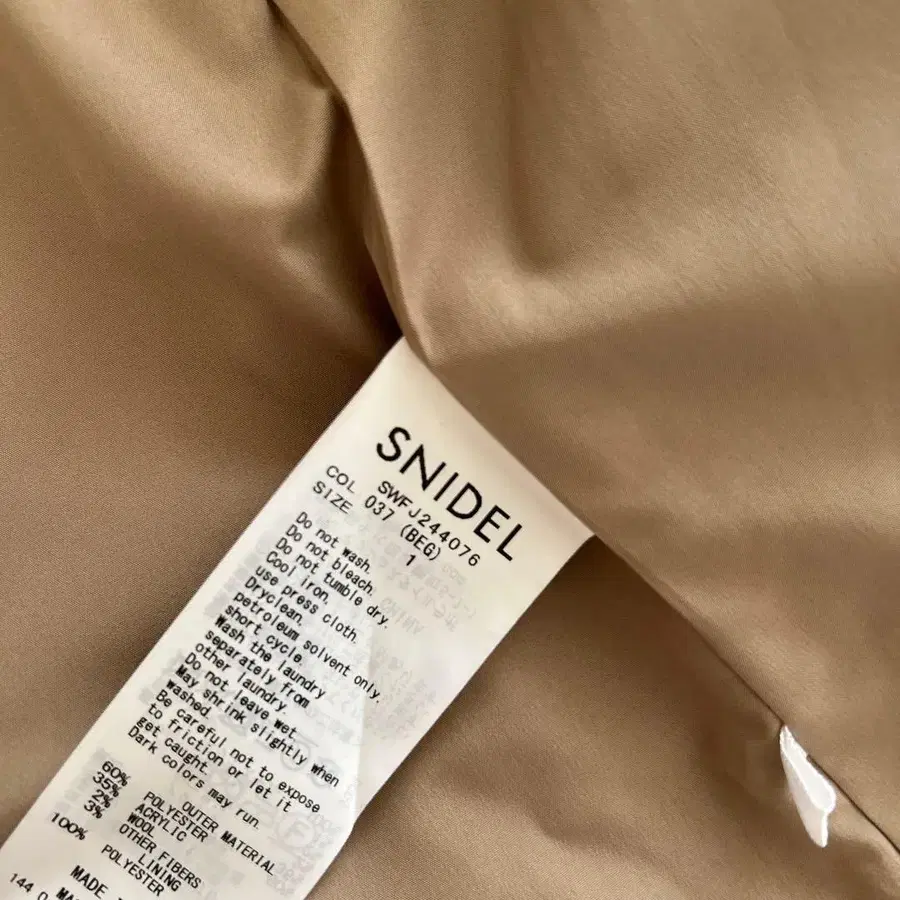 SNIDEL
SWFJ244076
COL 037 (BEG)
SIZE 1
Do not wash.
Do not bleach.
Do not tumble dry.
Cool iron,
use press cloth.
Dryclean,
petroleum solvent only.
short cycle.
Wash the laundry
separately from
other laundry.
Do not leave wet.
May shrink slightly when
washed.
Be careful not to expose
to friction or let it
get caught.
Dark colors may run.
OUTER MATERIAL
60% POLYESTER
35% ACRYLIC
2% WOOL
3% OTHER FIBERS
LINING
100% POLYESTER
MADE
144 0